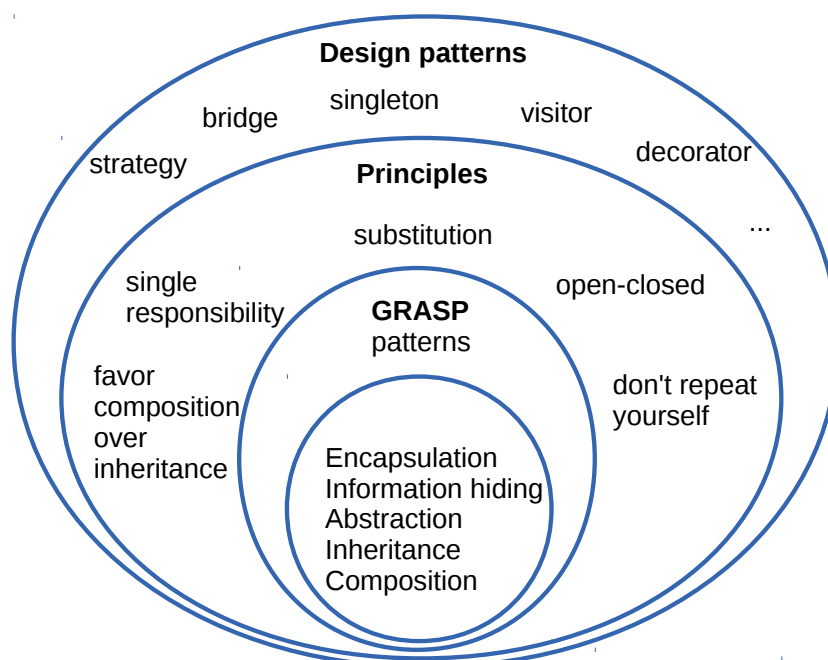 Design patterns
singleton
bridge
visitor
strategy
decorator
Principles
...
substitution
single
responsibility
open-closed
GRASP
patterns
favor
composition
over
inheritance
don't repeat
yourself
Encapsulation
Information hiding
Abstraction
Inheritance
Composition